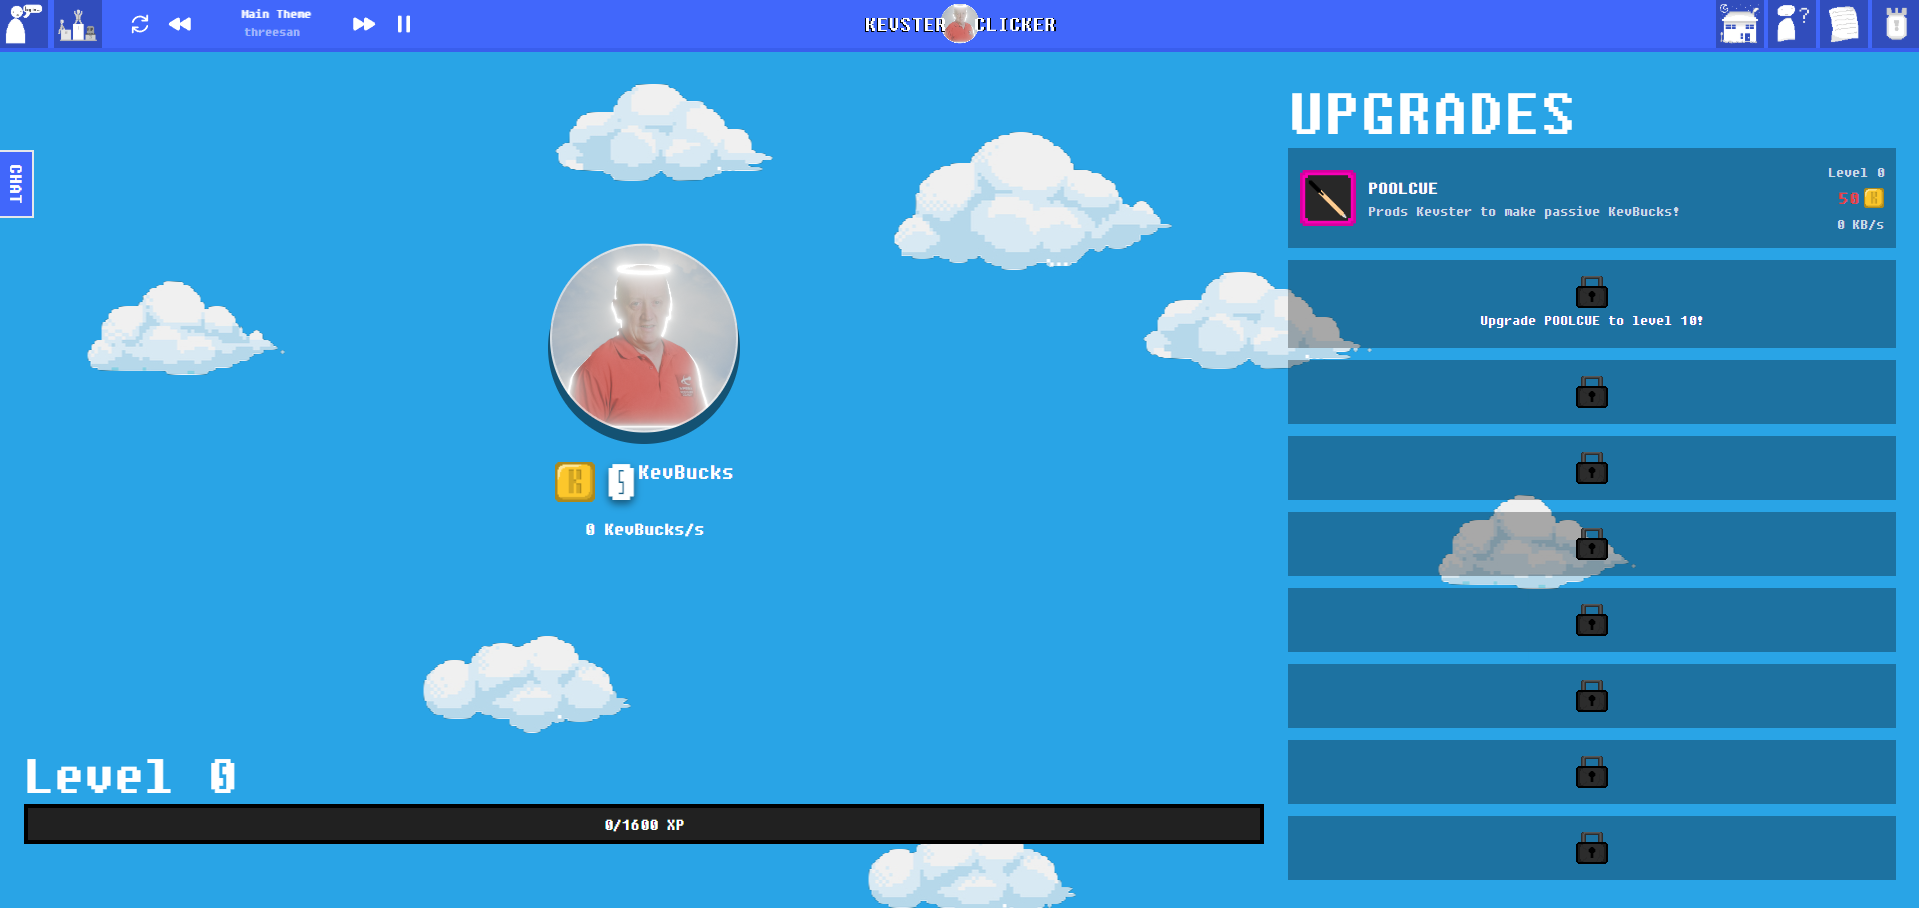 Main Theme
threesan
KEVSTER CLICKER
CHAT
UPGRADES
POOLCUE
Prods Kevster to make passive KevBucks!
Level 0
50
0 KB/s
Upgrade POOLCUE to level 10!
KevBucks
0 KevBucks/s
Level 0
0/1600 XP